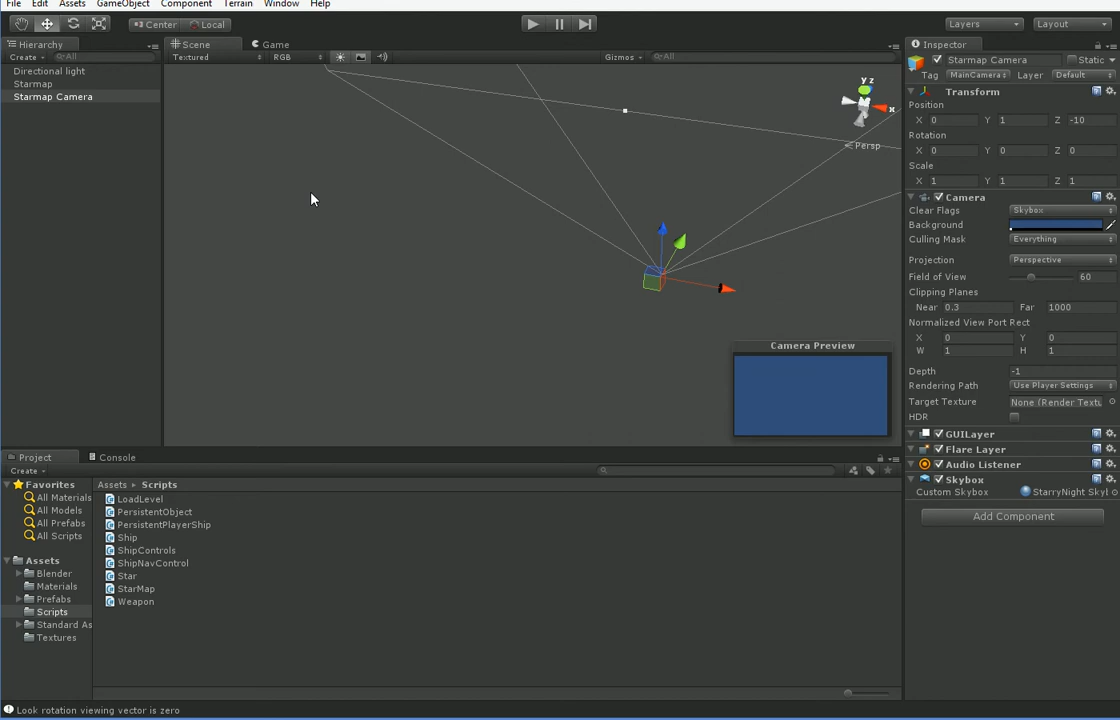 File Edit Assets GameObject Component Terrain Window Help
Center Local Layers Layout
Hierarchy Scene Game Inspector
Create All Textured RGB Gizmos All
Directional light
Starmap
Starmap Camera
y z
x
Persp
Camera Preview
Starmap Camera Static
Tag MainCamera Layer Default
Transform
Position
X 0 Y 1 Z -10
Rotation
X 0 Y 0 Z 0
Scale
X 1 Y 1 Z 1
Camera
Clear Flags Skybox
Background
Culling Mask Everything
Projection Perspective
Field of View 60
Clipping Planes
Near 0.3 Far 1000
Normalized View Port Rect
X 0 Y 0
W 1 H 1
Depth -1
Rendering Path Use Player Settings
Target Texture None (Render Textu
HDR
GUILayer
Flare Layer
Audio Listener
Skybox
Custom Skybox StarryNight Skyl
Add Component
Project Console
Create
Favorites
All Materials
All Models
All Prefabs
All Scripts
Assets
Blender
Materials
Prefabs
Scripts
Standard As
Textures
Assets Scripts
LoadLevel
PersistentObject
PersistentPlayerShip
Ship
ShipControls
ShipNavControl
Star
StarMap
Weapon
Look rotation viewing vector is zero